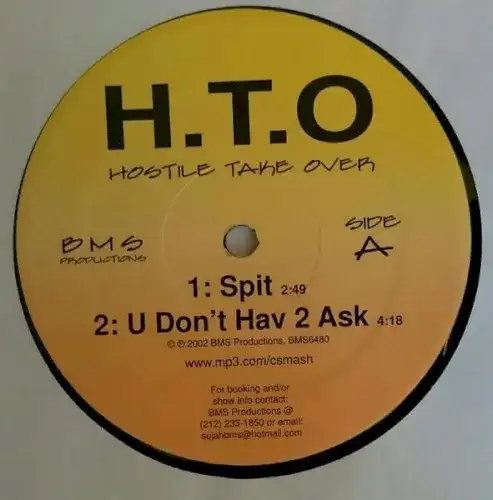 H.T.O
HOSTILE TAKE OVER
BMS
PRODUCTIONS
SIDE
A
1: Spit 2:49
2: U Don't Hav 2 Ask 4:18
© ℗ 2002 BMS Productions, BMS6480
www.mp3.com/csmash
For booking and/or
show info contact:
BMS Productions @
(212) 233-1850 or email:
sujahbms@hotmail.com